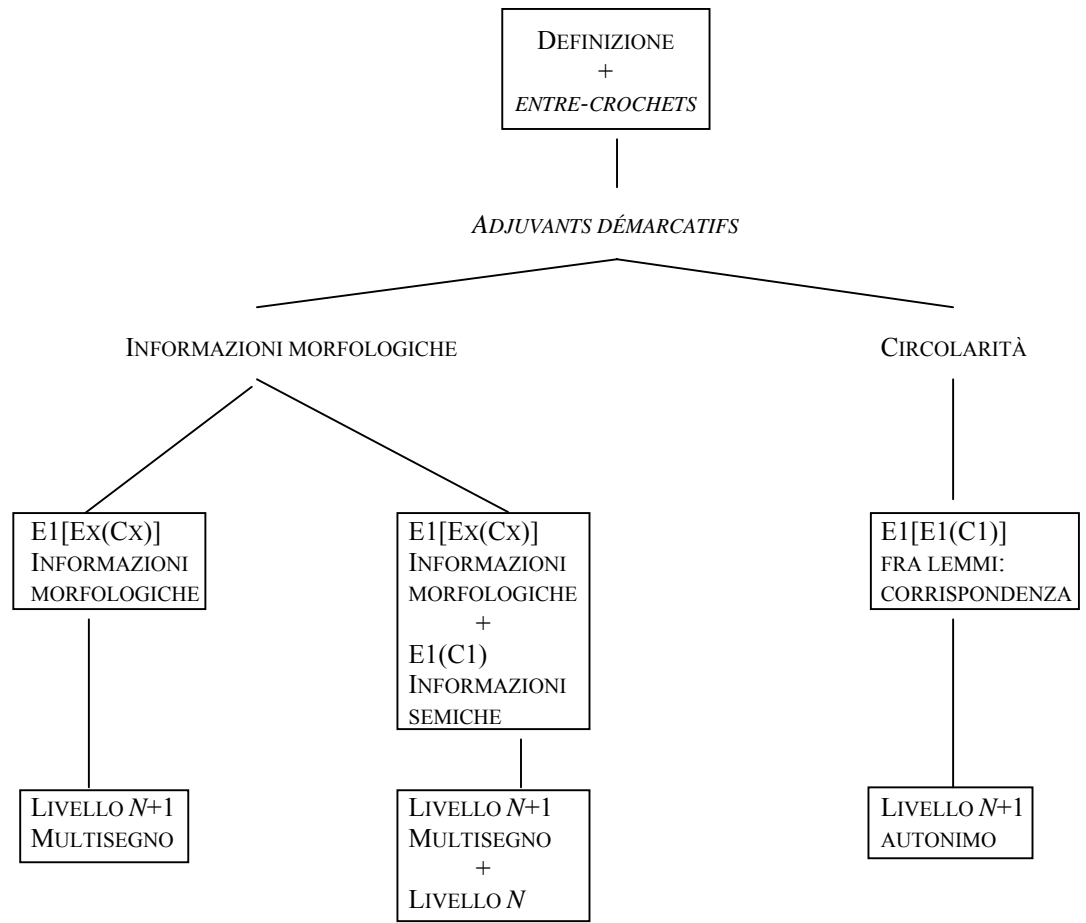 DEFINIZIONE
+
ENTRE-CROCHETS
ADJUVANTS DÉMARCATIFS
INFORMAZIONI MORFOLOGICHE
CIRCOLARITÀ
E1[EX(CX)]
INFORMAZIONI
MORFOLOGICHE
E1[EX(CX)]
INFORMAZIONI
MORFOLOGICHE
+
E1(C1)
INFORMAZIONI
SEMICHE
E1[E1(C1)]
FRA LEMMI:
CORRISPONDENZA
LIVELLO N+1
MULTISEGNO
LIVELLO N+1
MULTISEGNO
+
LIVELLO N
LIVELLO N+1
AUTONIMO